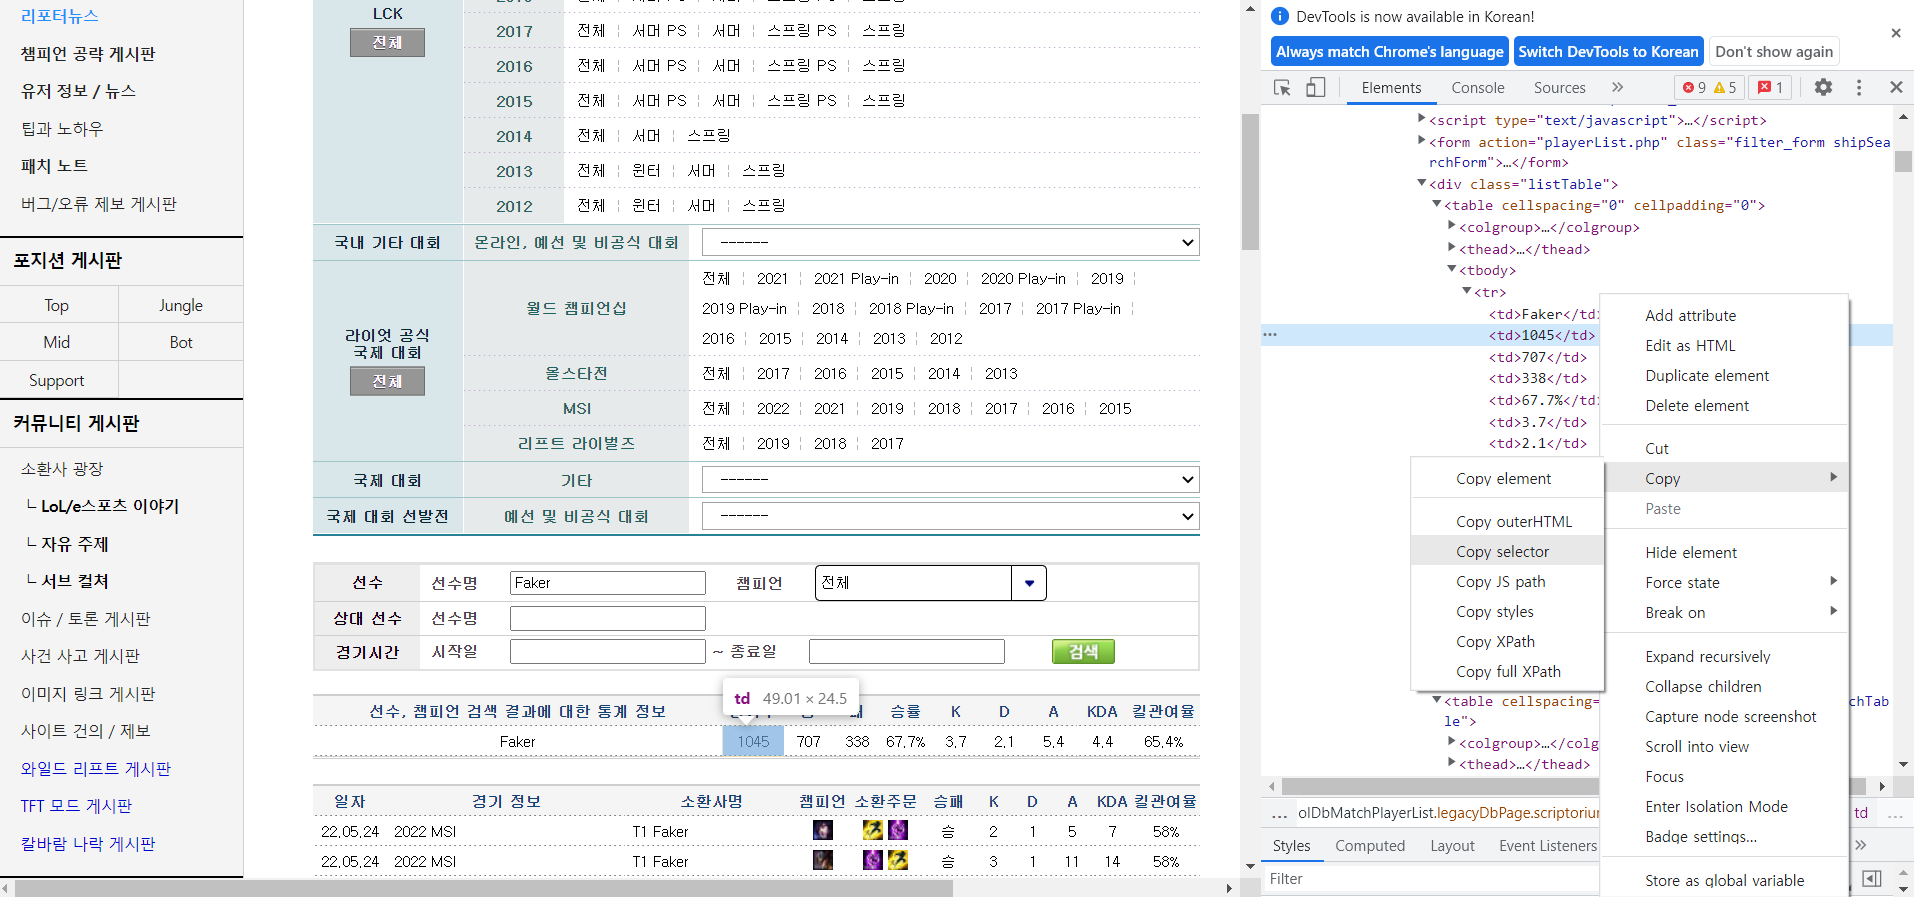 리포터뉴스
챔피언 공략 게시판
유저 정보 / 뉴스
팁과 노하우
패치 노트
버그/오류 제보 게시판
포지션 게시판
Top Jungle
Mid Bot
Support
커뮤니티 게시판
소환사 광장
└ LoL/e스포츠 이야기
└ 자유 주제
└ 서브 컬쳐
이슈 / 토론 게시판
사건 사고 게시판
이미지 링크 게시판
사이트 건의 / 제보
와일드 리프트 게시판
TFT 모드 게시판
칼바람 나락 게시판
LCK
전체
2017 전체 서머 PS 서머 스프링 PS 스프링
2016 전체 서머 PS 서머 스프링 PS 스프링
2015 전체 서머 PS 서머 스프링 PS 스프링
2014 전체 서머 스프링
2013 전체 윈터 서머 스프링
2012 전체 윈터 서머 스프링
국내 기타 대회 온라인, 예선 및 비공식 대회 ------
라이엇 공식
국제 대회
전체
월드 챔피언십
전체 2021 2021 Play-in 2020 2020 Play-in 2019
2019 Play-in 2018 2018 Play-in 2017 2017 Play-in
2016 2015 2014 2013 2012
올스타전 전체 2017 2016 2015 2014 2013
MSI 전체 2022 2021 2019 2018 2017 2016 2015
리프트 라이벌즈 전체 2019 2018 2017
국제 대회 기타 ------
국제 대회 선발전 예선 및 비공식 대회 ------
선수 선수명 Faker 챔피언 전체
상대 선수 선수명
경기시간 시작일 ~ 종료일 검색
td 49.01 × 24.5
선수, 챔피언 검색 결과에 대한 통계 정보 승률 K D A KDA 킬관여율
Faker 1045 707 338 67.7% 3.7 2.1 5.4 4.4 65.4%
일자 경기 정보 소환사명 챔피언 소환주문 승패 K D A KDA 킬관여율
22.05.24 2022 MSI T1 Faker 승 2 1 5 7 58%
22.05.24 2022 MSI T1 Faker 승 3 1 11 14 58%
DevTools is now available in Korean!
Always match Chrome's language Switch DevTools to Korean Don't show again
Elements Console Sources 9 5 1
<script type="text/javascript">…</script>
<form action="playerList.php" class="filter_form shipSea
rchForm">…</form>
<div class="listTable">
<table cellspacing="0" cellpadding="0">
<colgroup>…</colgroup>
<thead>…</thead>
<tbody>
<tr>
<td>Faker</td>
<td>1045</td>
<td>707</td>
<td>338</td>
<td>67.7%</td>
<td>3.7</td>
<td>2.1</td>
<table cellspacing= chTab
le">
<colgroup>…</colg
<thead>…</thead>
… olDbMatchPlayerList.legacyDbPage.scriptoriu td …
Styles Computed Layout Event Listeners
Filter
Add attribute
Edit as HTML
Duplicate element
Delete element
Cut
Copy
Paste
Hide element
Force state
Break on
Expand recursively
Collapse children
Capture node screenshot
Scroll into view
Focus
Enter Isolation Mode
Badge settings...
Store as global variable
Copy element
Copy outerHTML
Copy selector
Copy JS path
Copy styles
Copy XPath
Copy full XPath